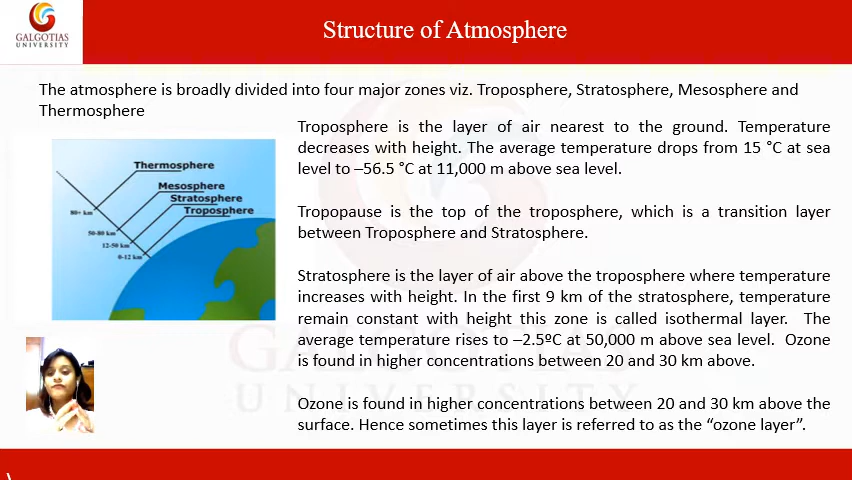 GALGOTIAS
UNIVERSITY
Structure of Atmosphere
The atmosphere is broadly divided into four major zones viz. Troposphere, Stratosphere, Mesosphere and
Thermosphere
Troposphere is the layer of air nearest to the ground. Temperature
decreases with height. The average temperature drops from 15 °C at sea
level to –56.5 °C at 11,000 m above sea level.
Tropopause is the top of the troposphere, which is a transition layer
between Troposphere and Stratosphere.
Stratosphere is the layer of air above the troposphere where temperature
increases with height. In the first 9 km of the stratosphere, temperature
remain constant with height this zone is called isothermal layer. The
average temperature rises to –2.5ºC at 50,000 m above sea level. Ozone
is found in higher concentrations between 20 and 30 km above.
Ozone is found in higher concentrations between 20 and 30 km above the
surface. Hence sometimes this layer is referred to as the “ozone layer”.
Thermosphere
Mesosphere
Stratosphere
Troposphere
80+ km
50-80 km
12-50 km
0-12 km
GALGOTIAS
UNIVERSITY